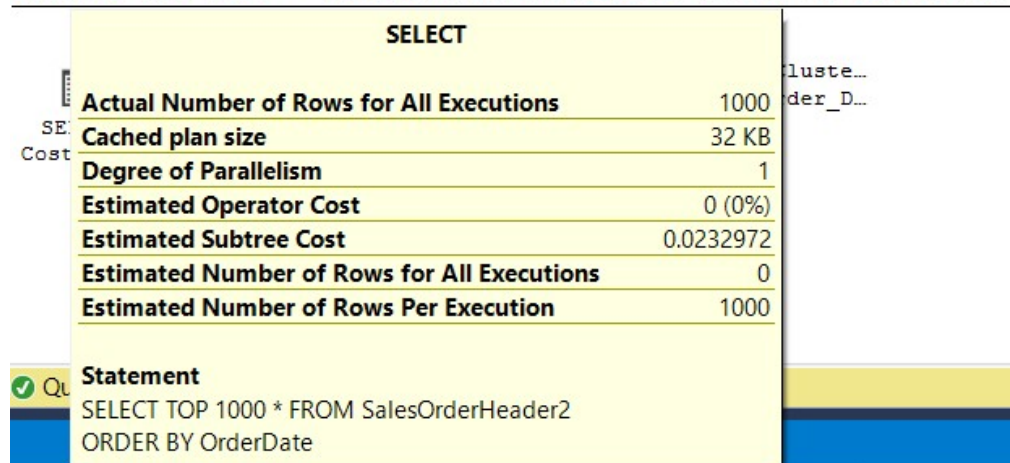 SELECT
Actual Number of Rows for All Executions 1000
Cached plan size 32 KB
Degree of Parallelism 1
Estimated Operator Cost 0 (0%)
Estimated Subtree Cost 0.0232972
Estimated Number of Rows for All Executions 0
Estimated Number of Rows Per Execution 1000
Statement
SELECT TOP 1000 * FROM SalesOrderHeader2
ORDER BY OrderDate
Cost